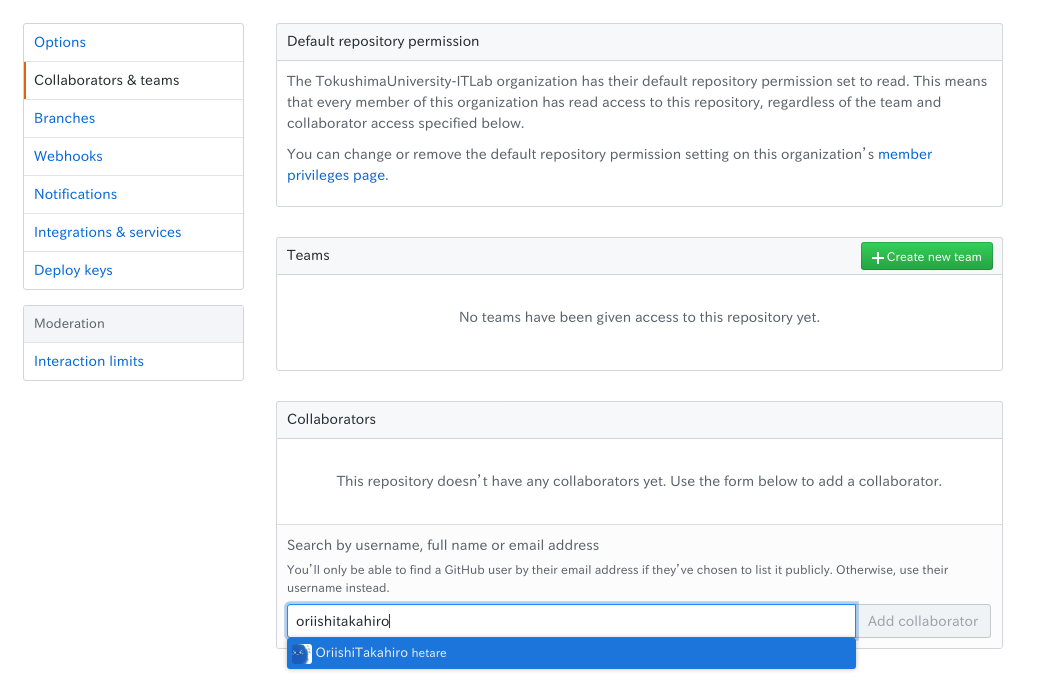 Options
Collaborators & teams
Branches
Webhooks
Notifications
Integrations & services
Deploy keys
Moderation
Interaction limits
Default repository permission
The TokushimaUniversity-ITLab organization has their default repository permission set to read. This means
that every member of this organization has read access to this repository, regardless of the team and
collaborator access specified below.
You can change or remove the default repository permission setting on this organization's member
privileges page.
Teams
Create new team
No teams have been given access to this repository yet.
Collaborators
This repository doesn't have any collaborators yet. Use the form below to add a collaborator.
Search by username, full name or email address
You'll only be able to find a GitHub user by their email address if they've chosen to list it publicly. Otherwise, use their
username instead.
oriishitakahiro
Add collaborator
OriishiTakahiro hetare